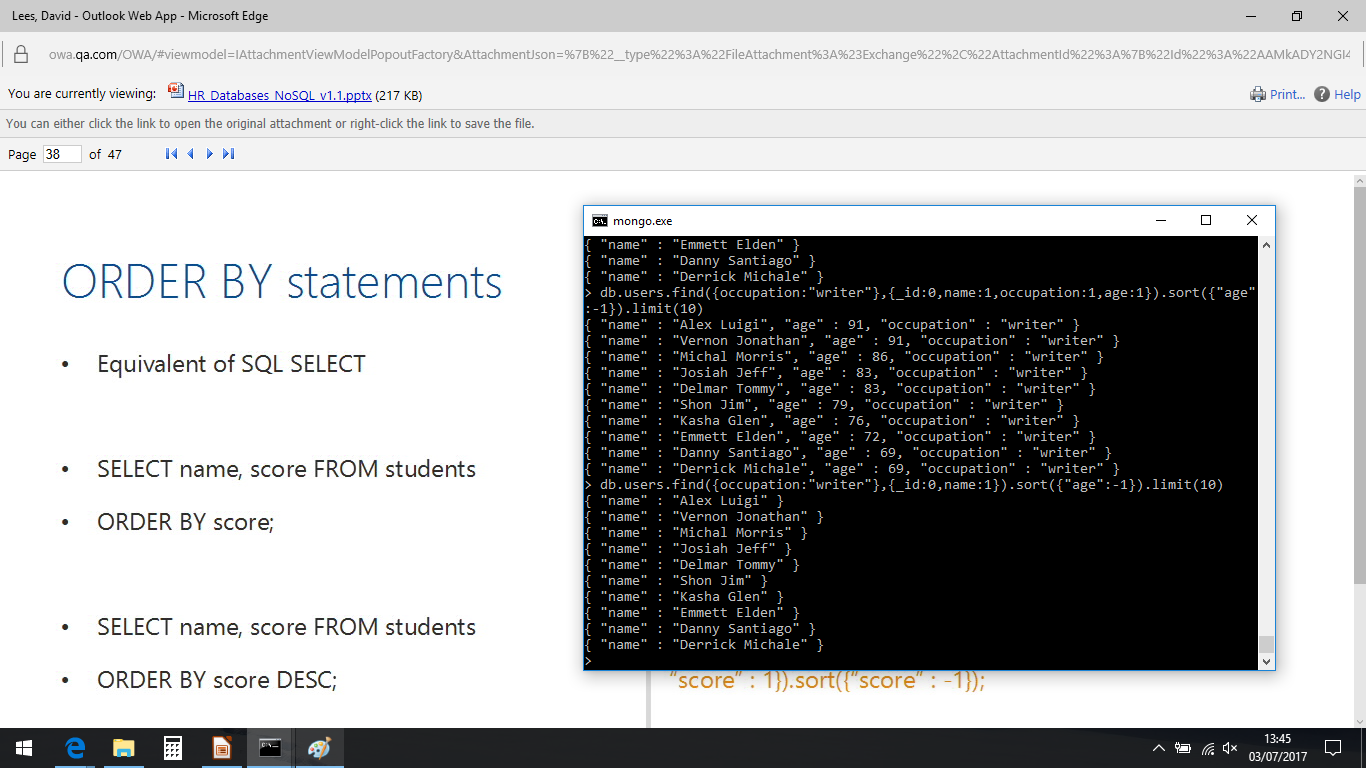 Lees, David - Outlook Web App - Microsoft Edge
owa.qa.com/OWA/#viewmodel=IAttachmentViewModelPopoutFactory&AttachmentJson=%7B%22__type%22%3A%22FileAttachment%3A%23Exchange%22%2C%22AttachmentId%22%3A%7B%22Id%22%3A%22AAMkADY2NGI4
You are currently viewing: HR_Databases_NoSQL_v1.1.pptx (217 KB) Print... Help
You can either click the link to open the original attachment or right-click the link to save the file.
Page 38 of 47
ORDER BY statements
• Equivalent of SQL SELECT
• SELECT name, score FROM students
• ORDER BY score;
• SELECT name, score FROM students
• ORDER BY score DESC;
mongo.exe
{ "name" : "Emmett Elden" }
{ "name" : "Danny Santiago" }
{ "name" : "Derrick Michale" }
> db.users.find({occupation:"writer"},{_id:0,name:1,occupation:1,age:1}).sort({"age"
:-1}).limit(10)
{ "name" : "Alex Luigi", "age" : 91, "occupation" : "writer" }
{ "name" : "Vernon Jonathan", "age" : 91, "occupation" : "writer" }
{ "name" : "Michal Morris", "age" : 86, "occupation" : "writer" }
{ "name" : "Josiah Jeff", "age" : 83, "occupation" : "writer" }
{ "name" : "Delmar Tommy", "age" : 83, "occupation" : "writer" }
{ "name" : "Shon Jim", "age" : 79, "occupation" : "writer" }
{ "name" : "Kasha Glen", "age" : 76, "occupation" : "writer" }
{ "name" : "Emmett Elden", "age" : 72, "occupation" : "writer" }
{ "name" : "Danny Santiago", "age" : 69, "occupation" : "writer" }
{ "name" : "Derrick Michale", "age" : 69, "occupation" : "writer" }
> db.users.find({occupation:"writer"},{_id:0,name:1}).sort({"age":-1}).limit(10)
{ "name" : "Alex Luigi" }
{ "name" : "Vernon Jonathan" }
{ "name" : "Michal Morris" }
{ "name" : "Josiah Jeff" }
{ "name" : "Delmar Tommy" }
{ "name" : "Shon Jim" }
{ "name" : "Kasha Glen" }
{ "name" : "Emmett Elden" }
{ "name" : "Danny Santiago" }
{ "name" : "Derrick Michale" }
>
"score" : 1}).sort({"score" : -1});
13:45
03/07/2017